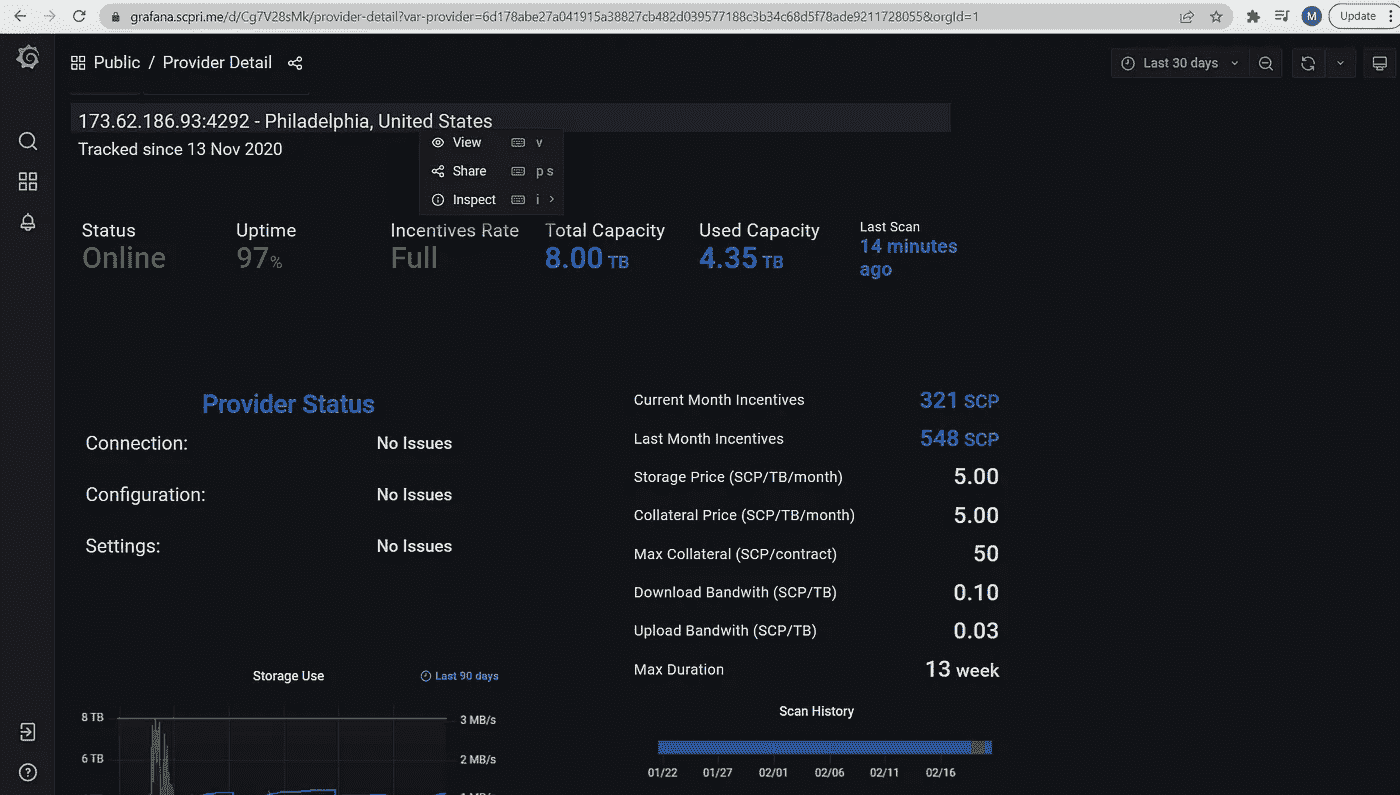 grafana.scpri.me/d/Cg7V28sMk/provider-detail?var-provider=6d178abe27a041915a38827cb482d039577188c3b34c68d5f78ade9211728055&orgId=1
M
Update
Public / Provider Detail
Last 30 days
173.62.186.93:4292 - Philadelphia, United States
Tracked since 13 Nov 2020
View v
Share p s
Inspect i
Status
Online
Uptime
97%
Incentives Rate
Full
Total Capacity
8.00 TB
Used Capacity
4.35 TB
Last Scan
14 minutes
ago
Provider Status
Connection: No Issues
Configuration: No Issues
Settings: No Issues
Current Month Incentives 321 SCP
Last Month Incentives 548 SCP
Storage Price (SCP/TB/month) 5.00
Collateral Price (SCP/TB/month) 5.00
Max Collateral (SCP/contract) 50
Download Bandwith (SCP/TB) 0.10
Upload Bandwith (SCP/TB) 0.03
Max Duration 13 week
Storage Use Last 90 days
8 TB 3 MB/s
6 TB 2 MB/s
Scan History
01/22 01/27 02/01 02/06 02/11 02/16